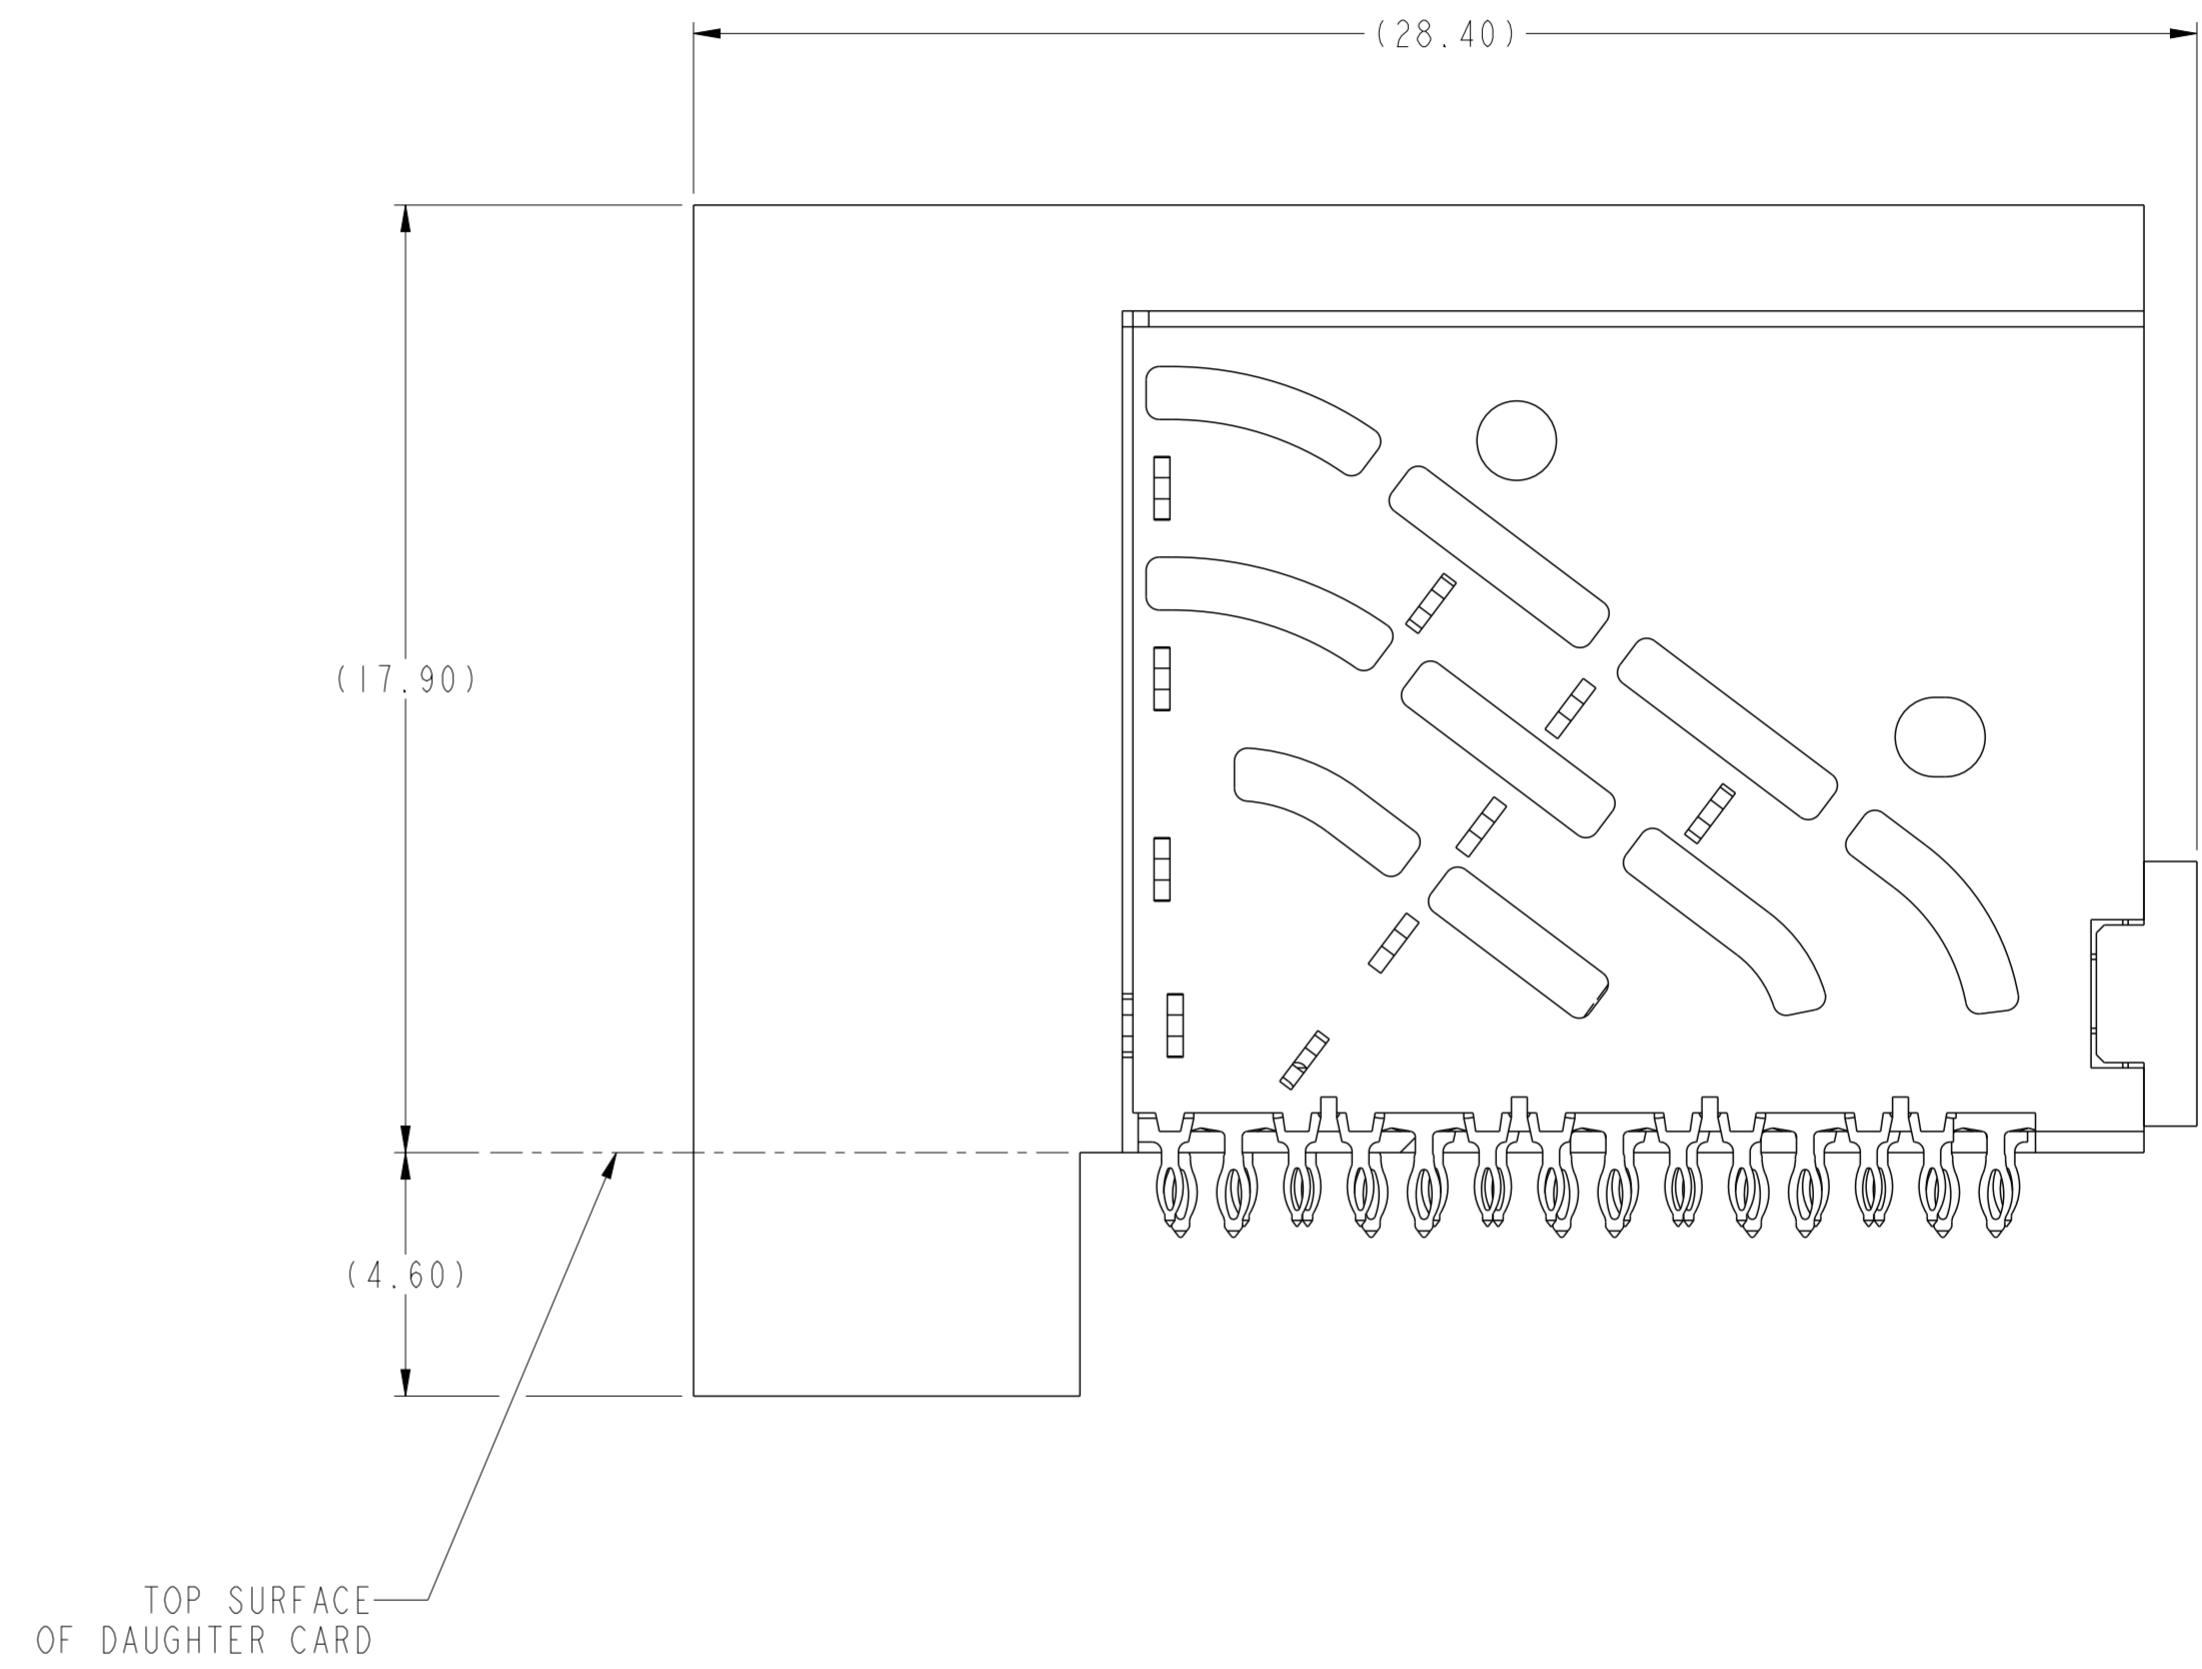 (28.40)
(17.90)
(4.60)
TOP SURFACE
OF DAUGHTER CARD